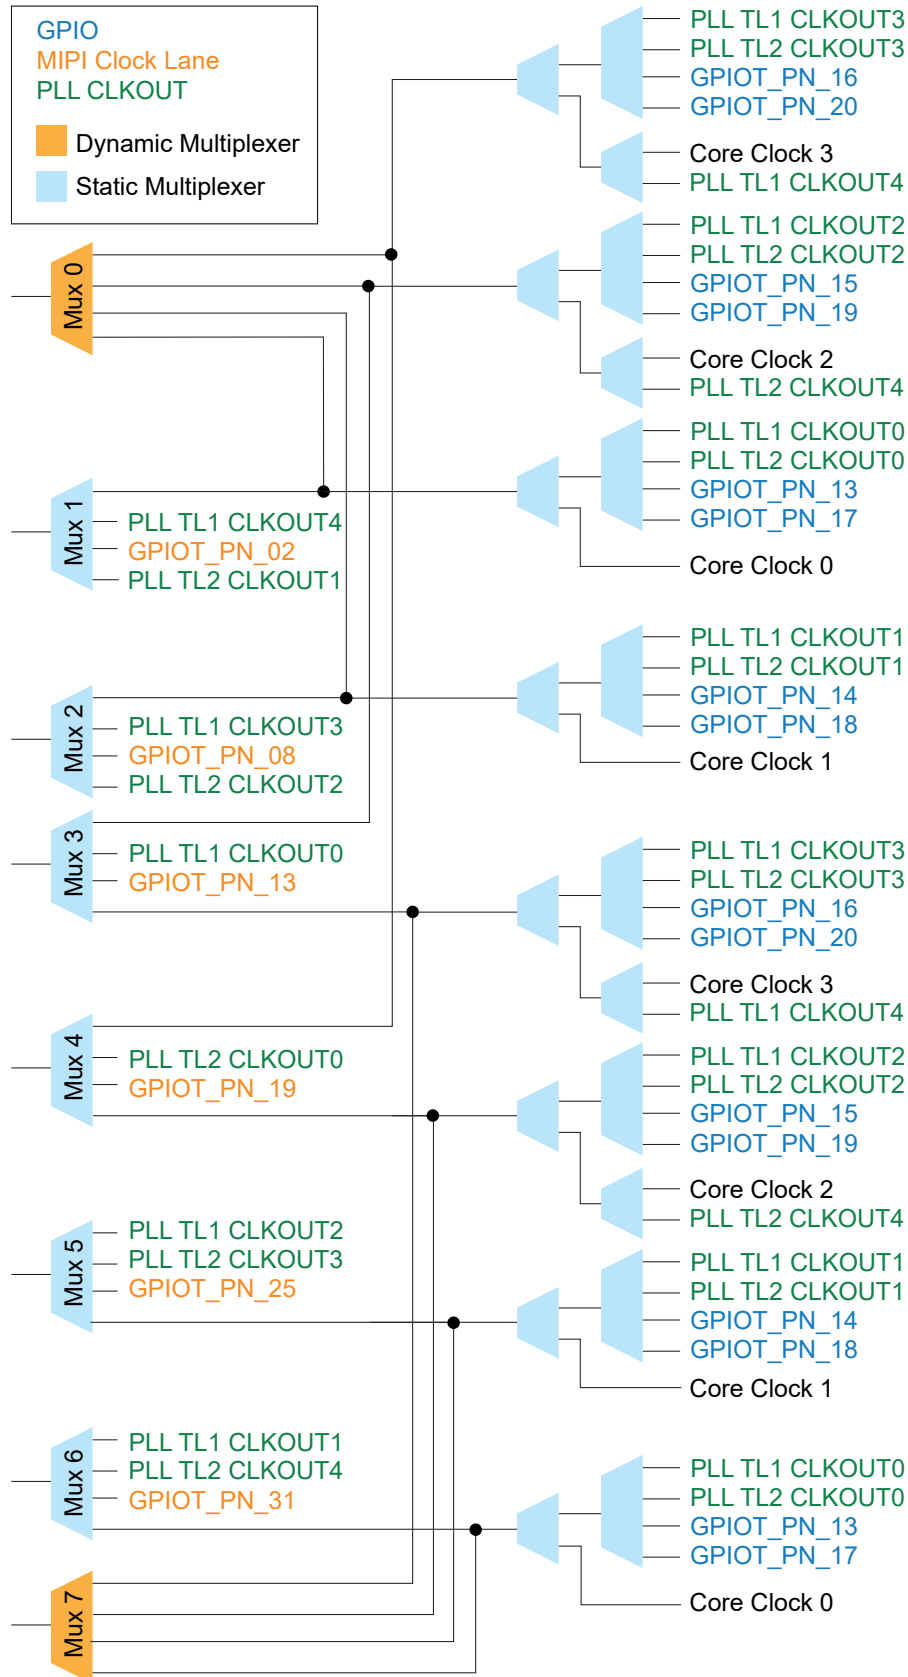 GPIO
MIPI Clock Lane
PLL CLKOUT
Dynamic Multiplexer
Static Multiplexer
PLL TL1 CLKOUT3
PLL TL2 CLKOUT3
GPIOT_PN_16
GPIOT_PN_20
Core Clock 3
PLL TL1 CLKOUT4
Mux 0
PLL TL1 CLKOUT2
PLL TL2 CLKOUT2
GPIOT_PN_15
GPIOT_PN_19
Core Clock 2
PLL TL2 CLKOUT4
Mux 1
PLL TL1 CLKOUT4
GPIOT_PN_02
PLL TL2 CLKOUT1
PLL TL1 CLKOUT0
PLL TL2 CLKOUT0
GPIOT_PN_13
GPIOT_PN_17
Core Clock 0
Mux 2
PLL TL1 CLKOUT3
GPIOT_PN_08
PLL TL2 CLKOUT2
PLL TL1 CLKOUT1
PLL TL2 CLKOUT1
GPIOT_PN_14
GPIOT_PN_18
Core Clock 1
Mux 3
PLL TL1 CLKOUT0
GPIOT_PN_13
PLL TL1 CLKOUT3
PLL TL2 CLKOUT3
GPIOT_PN_16
GPIOT_PN_20
Core Clock 3
PLL TL1 CLKOUT4
Mux 4
PLL TL2 CLKOUT0
GPIOT_PN_19
PLL TL1 CLKOUT2
PLL TL2 CLKOUT2
GPIOT_PN_15
GPIOT_PN_19
Core Clock 2
PLL TL2 CLKOUT4
Mux 5
PLL TL1 CLKOUT2
PLL TL2 CLKOUT3
GPIOT_PN_25
PLL TL1 CLKOUT1
PLL TL2 CLKOUT1
GPIOT_PN_14
GPIOT_PN_18
Core Clock 1
Mux 6
PLL TL1 CLKOUT1
PLL TL2 CLKOUT4
GPIOT_PN_31
PLL TL1 CLKOUT0
PLL TL2 CLKOUT0
GPIOT_PN_13
GPIOT_PN_17
Core Clock 0
Mux 7